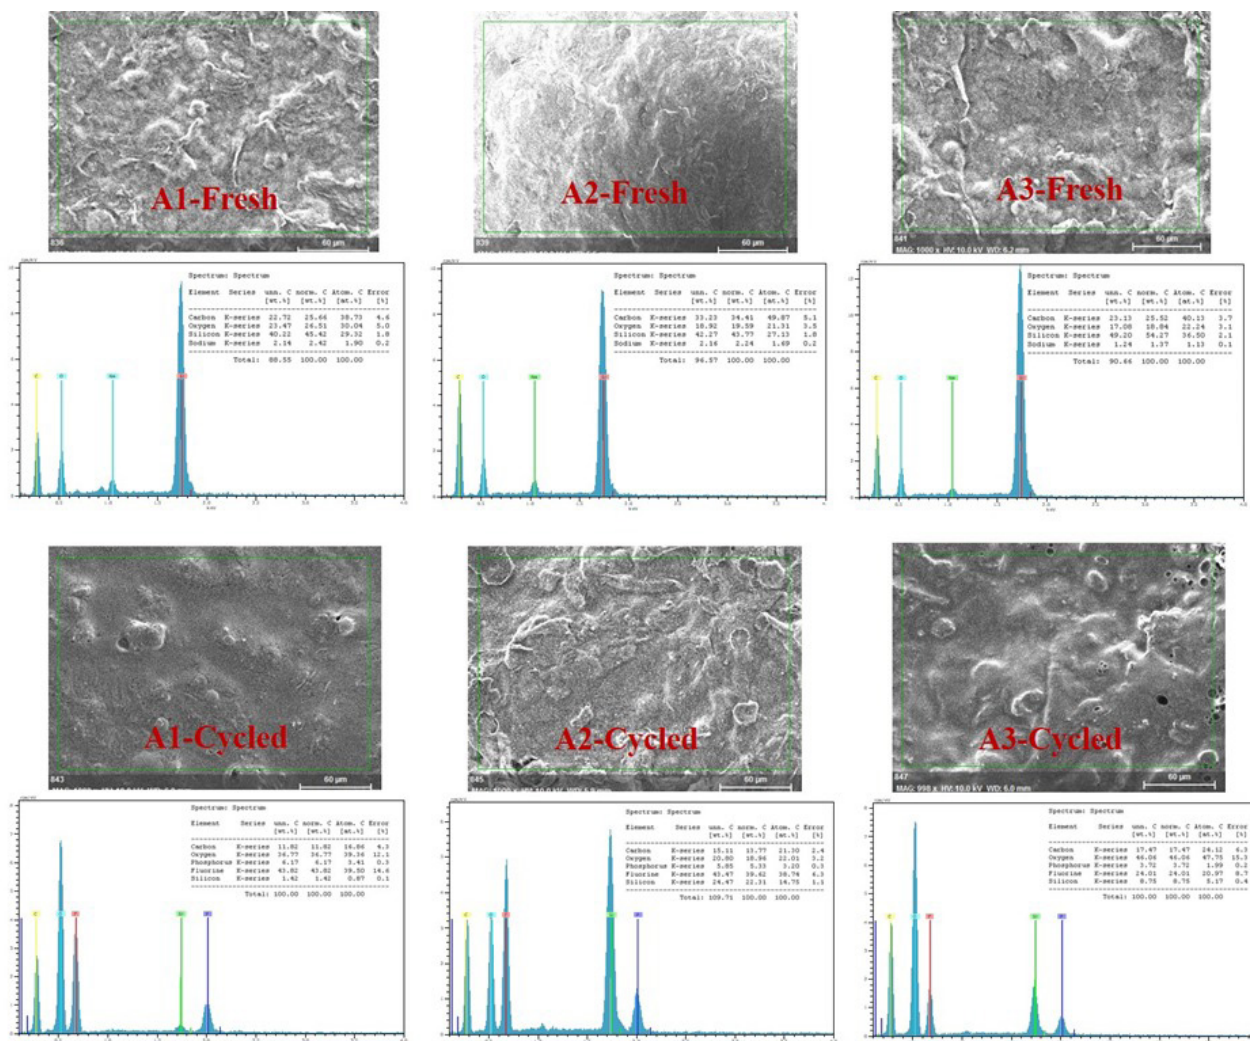 A1-Fresh
836
60 µm
A2-Fresh
839
60 µm
A3-Fresh
841
MAG: 1000 x HV: 10.0 kV WD: 6.2 mm
60 µm
Spectrum: Spectrum
Element Series unn. C norm. C Atom. C Error
[wt.%] [wt.%] [at.%] [%]
Carbon K-series 22.72 25.66 38.73 4.6
Oxygen K-series 23.47 26.51 30.04 5.0
Silicon K-series 40.22 45.42 29.32 1.8
Sodium K-series 2.14 2.42 1.90 0.2
Total: 88.55 100.00 100.00
Spectrum: Spectrum
Element Series unn. C norm. C Atom. C Error
[wt.%] [wt.%] [at.%] [%]
Carbon K-series 33.23 34.41 49.87 5.1
Oxygen K-series 18.92 19.59 21.31 3.5
Silicon K-series 42.27 43.77 27.13 1.8
Sodium K-series 2.16 2.24 1.69 0.2
Total: 96.57 100.00 100.00
Spectrum: Spectrum
Element Series unn. C norm. C Atom. C Error
[wt.%] [wt.%] [at.%] [%]
Carbon K-series 23.13 25.52 40.13 3.7
Oxygen K-series 17.08 18.84 22.24 3.1
Silicon K-series 49.20 54.27 36.50 2.1
Sodium K-series 1.24 1.37 1.13 0.1
Total: 90.66 100.00 100.00
A1-Cycled
843
60 µm
A2-Cycled
845
60 µm
A3-Cycled
847
MAG: 998 x HV: 10.0 kV WD: 6.0 mm
60 µm
Spectrum: Spectrum
Element Series unn. C norm. C Atom. C Error
[wt.%] [wt.%] [at.%] [%]
Carbon K-series 11.82 11.82 16.86 4.3
Oxygen K-series 36.77 36.77 39.36 12.1
Phosphorus K-series 6.17 6.17 3.41 0.3
Fluorine K-series 43.82 43.82 39.50 14.6
Silicon K-series 1.42 1.42 0.87 0.1
Total: 100.00 100.00 100.00
Spectrum: Spectrum
Element Series unn. C norm. C Atom. C Error
[wt.%] [wt.%] [at.%] [%]
Carbon K-series 15.11 13.77 21.30 2.4
Oxygen K-series 20.80 18.96 22.01 3.2
Phosphorus K-series 5.85 5.33 3.20 0.3
Fluorine K-series 43.47 39.62 38.74 6.3
Silicon K-series 24.47 22.31 14.75 1.1
Total: 109.71 100.00 100.00
Spectrum: Spectrum
Element Series unn. C norm. C Atom. C Error
[wt.%] [wt.%] [at.%] [%]
Carbon K-series 17.47 17.47 24.12 6.3
Oxygen K-series 46.06 46.06 47.75 15.3
Phosphorus K-series 3.72 3.72 1.99 0.2
Fluorine K-series 24.01 24.01 20.97 8.7
Silicon K-series 8.75 8.75 5.17 0.4
Total: 100.00 100.00 100.00